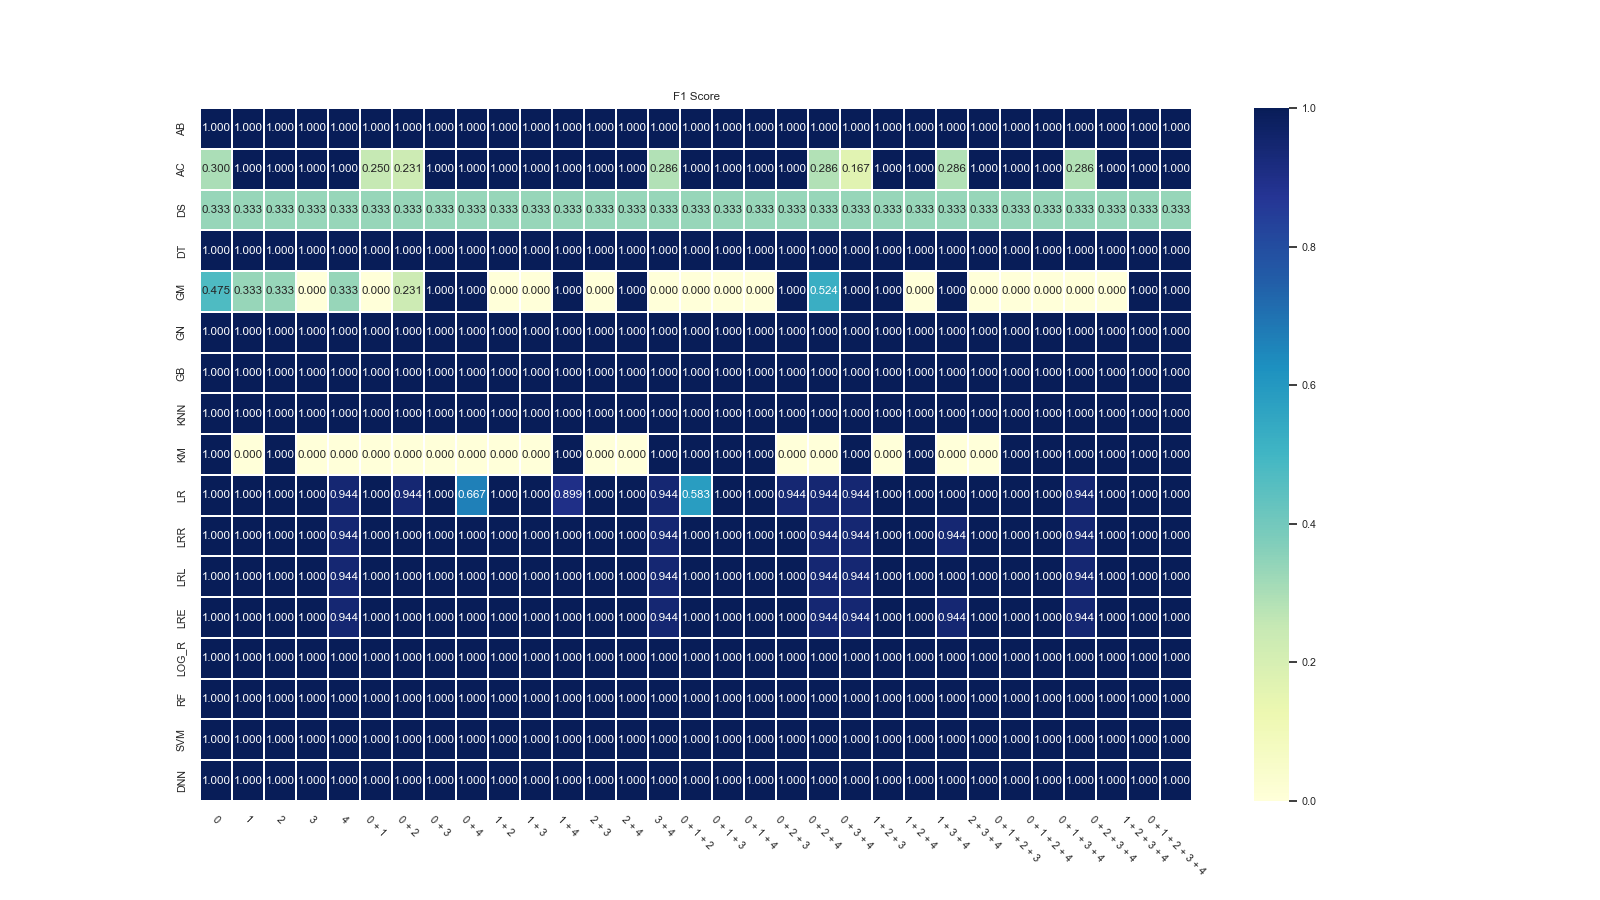 F1 Score
AB 1.000 1.000 1.000 1.000 1.000 1.000 1.000 1.000 1.000 1.000 1.000 1.000 1.000 1.000 1.000 1.000 1.000 1.000 1.000 1.000 1.000 1.000 1.000 1.000 1.000 1.000 1.000 1.000 1.000 1.000 1.000
AC 0.300 1.000 1.000 1.000 1.000 0.250 0.231 1.000 1.000 1.000 1.000 1.000 1.000 1.000 0.286 1.000 1.000 1.000 1.000 0.286 0.167 1.000 1.000 0.286 1.000 1.000 1.000 0.286 1.000 1.000 1.000
DS 0.333 0.333 0.333 0.333 0.333 0.333 0.333 0.333 0.333 0.333 0.333 0.333 0.333 0.333 0.333 0.333 0.333 0.333 0.333 0.333 0.333 0.333 0.333 0.333 0.333 0.333 0.333 0.333 0.333 0.333 0.333
DT 1.000 1.000 1.000 1.000 1.000 1.000 1.000 1.000 1.000 1.000 1.000 1.000 1.000 1.000 1.000 1.000 1.000 1.000 1.000 1.000 1.000 1.000 1.000 1.000 1.000 1.000 1.000 1.000 1.000 1.000 1.000
GM 0.475 0.333 0.333 0.000 0.333 0.000 0.231 1.000 1.000 0.000 0.000 1.000 0.000 1.000 0.000 0.000 0.000 0.000 1.000 0.524 1.000 1.000 0.000 1.000 0.000 0.000 0.000 0.000 0.000 1.000 1.000
GN 1.000 1.000 1.000 1.000 1.000 1.000 1.000 1.000 1.000 1.000 1.000 1.000 1.000 1.000 1.000 1.000 1.000 1.000 1.000 1.000 1.000 1.000 1.000 1.000 1.000 1.000 1.000 1.000 1.000 1.000 1.000
GB 1.000 1.000 1.000 1.000 1.000 1.000 1.000 1.000 1.000 1.000 1.000 1.000 1.000 1.000 1.000 1.000 1.000 1.000 1.000 1.000 1.000 1.000 1.000 1.000 1.000 1.000 1.000 1.000 1.000 1.000 1.000
KNN 1.000 1.000 1.000 1.000 1.000 1.000 1.000 1.000 1.000 1.000 1.000 1.000 1.000 1.000 1.000 1.000 1.000 1.000 1.000 1.000 1.000 1.000 1.000 1.000 1.000 1.000 1.000 1.000 1.000 1.000 1.000
KM 1.000 0.000 1.000 0.000 0.000 0.000 0.000 0.000 0.000 0.000 0.000 1.000 0.000 0.000 1.000 1.000 1.000 1.000 0.000 0.000 1.000 0.000 1.000 0.000 0.000 1.000 1.000 1.000 1.000 1.000 1.000
LR 1.000 1.000 1.000 1.000 0.944 1.000 0.944 1.000 0.667 1.000 1.000 0.899 1.000 1.000 0.944 0.583 1.000 1.000 0.944 0.944 0.944 1.000 1.000 1.000 1.000 1.000 1.000 0.944 1.000 1.000 1.000
LRR 1.000 1.000 1.000 1.000 0.944 1.000 1.000 1.000 1.000 1.000 1.000 1.000 1.000 1.000 0.944 1.000 1.000 1.000 1.000 0.944 0.944 1.000 1.000 0.944 1.000 1.000 1.000 0.944 1.000 1.000 1.000
LRL 1.000 1.000 1.000 1.000 0.944 1.000 1.000 1.000 1.000 1.000 1.000 1.000 1.000 1.000 0.944 1.000 1.000 1.000 1.000 0.944 0.944 1.000 1.000 1.000 1.000 1.000 1.000 0.944 1.000 1.000 1.000
LRE 1.000 1.000 1.000 1.000 0.944 1.000 1.000 1.000 1.000 1.000 1.000 1.000 1.000 1.000 0.944 1.000 1.000 1.000 1.000 0.944 0.944 1.000 1.000 0.944 1.000 1.000 1.000 0.944 1.000 1.000 1.000
LOG_R 1.000 1.000 1.000 1.000 1.000 1.000 1.000 1.000 1.000 1.000 1.000 1.000 1.000 1.000 1.000 1.000 1.000 1.000 1.000 1.000 1.000 1.000 1.000 1.000 1.000 1.000 1.000 1.000 1.000 1.000 1.000
RF 1.000 1.000 1.000 1.000 1.000 1.000 1.000 1.000 1.000 1.000 1.000 1.000 1.000 1.000 1.000 1.000 1.000 1.000 1.000 1.000 1.000 1.000 1.000 1.000 1.000 1.000 1.000 1.000 1.000 1.000 1.000
SVM 1.000 1.000 1.000 1.000 1.000 1.000 1.000 1.000 1.000 1.000 1.000 1.000 1.000 1.000 1.000 1.000 1.000 1.000 1.000 1.000 1.000 1.000 1.000 1.000 1.000 1.000 1.000 1.000 1.000 1.000 1.000
DNN 1.000 1.000 1.000 1.000 1.000 1.000 1.000 1.000 1.000 1.000 1.000 1.000 1.000 1.000 1.000 1.000 1.000 1.000 1.000 1.000 1.000 1.000 1.000 1.000 1.000 1.000 1.000 1.000 1.000 1.000 1.000
0
1
2
3
4
0 + 1
0 + 2
0 + 3
0 + 4
1 + 2
1 + 3
1 + 4
2 + 3
2 + 4
3 + 4
0 + 1 + 2
0 + 1 + 3
0 + 1 + 4
0 + 2 + 3
0 + 2 + 4
0 + 3 + 4
1 + 2 + 3
1 + 2 + 4
1 + 3 + 4
2 + 3 + 4
0 + 1 + 2 + 3
0 + 1 + 2 + 4
0 + 1 + 3 + 4
0 + 2 + 3 + 4
1 + 2 + 3 + 4
0 + 1 + 2 + 3 + 4
1.0
0.8
0.6
0.4
0.2
0.0